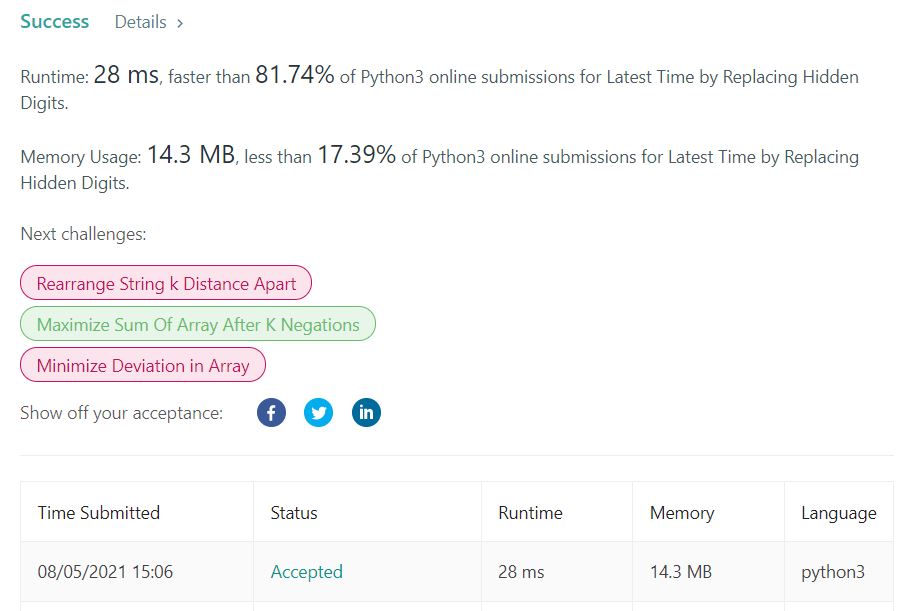 Success Details >
Runtime: 28 ms, faster than 81.74% of Python3 online submissions for Latest Time by Replacing Hidden
Digits.
Memory Usage: 14.3 MB, less than 17.39% of Python3 online submissions for Latest Time by Replacing
Hidden Digits.
Next challenges:
Rearrange String k Distance Apart
Maximize Sum Of Array After K Negations
Minimize Deviation in Array
Show off your acceptance: f in
Time Submitted Status Runtime Memory Language
08/05/2021 15:06 Accepted 28 ms 14.3 MB python3